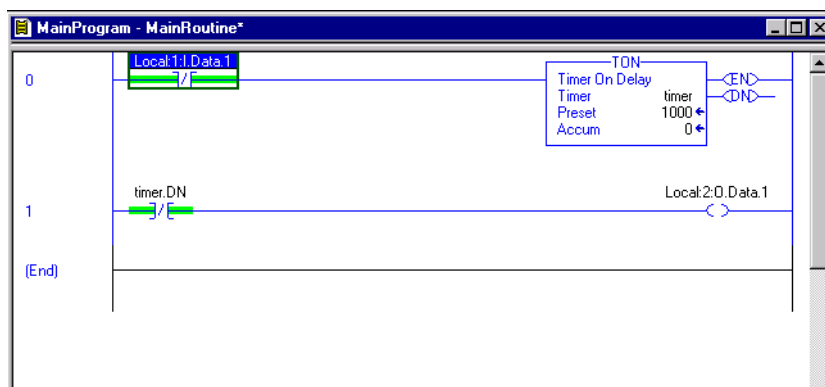 MainProgram - MainRoutine*
0
Local:1:I.Data.1
TON
Timer On Delay
EN
Timer timer
DN
Preset 1000
Accum 0
1
timer.DN
Local:2:O.Data.1
(End)